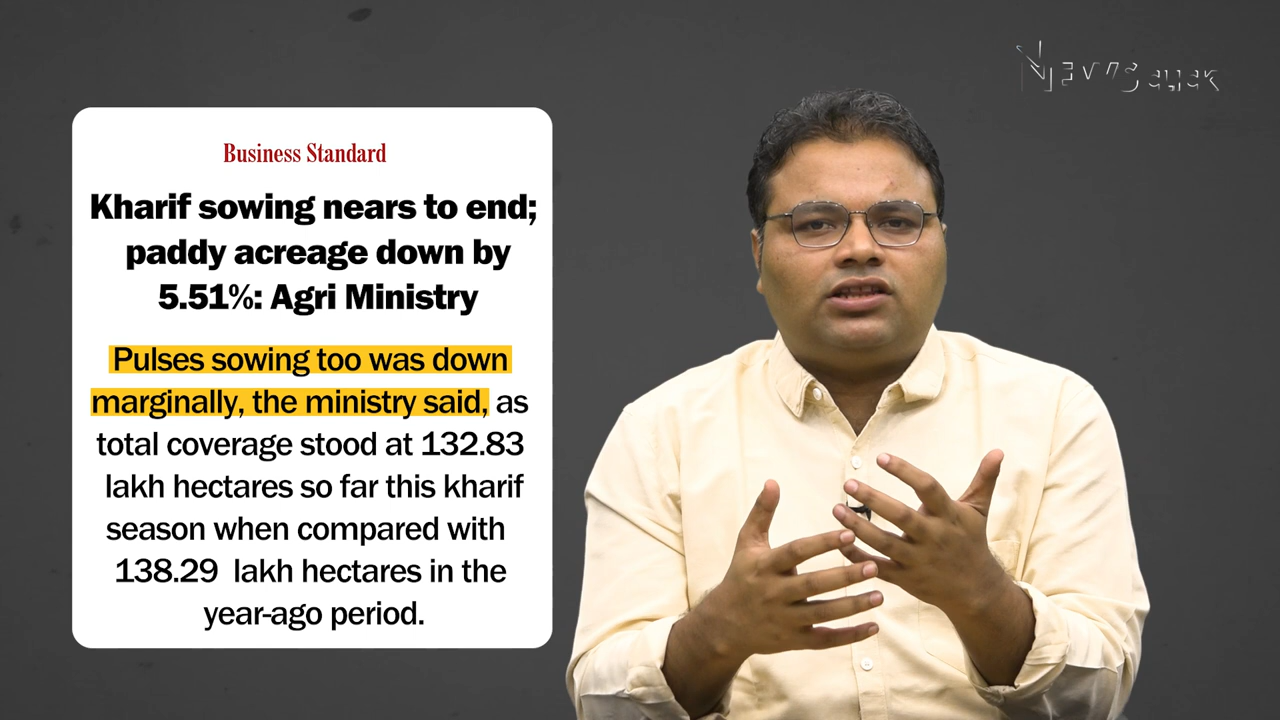 Business Standard
Kharif sowing nears to end;
paddy acreage down by
5.51%: Agri Ministry
Pulses sowing too was down
marginally, the ministry said, as
total coverage stood at 132.83
lakh hectares so far this kharif
season when compared with
138.29 lakh hectares in the
year-ago period.